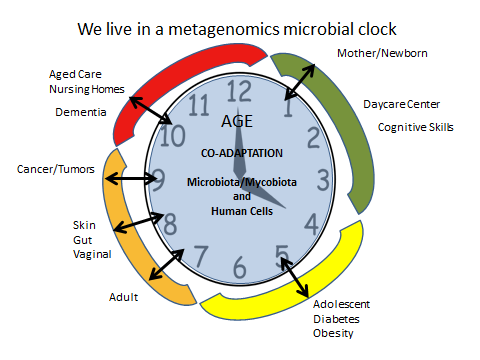 We live in a metagenomics microbial clock
Mother/Newborn
Aged Care
Nursing Homes
Dementia
Daycare Center
Cognitive Skills
12
1
2
3
4
5
6
7
8
9
10
11
AGE
CO-ADAPTATION
Microbiota/Mycobiota
and
Human Cells
Cancer/Tumors
Skin
Gut
Vaginal
Adult
Adolescent
Diabetes
Obesity